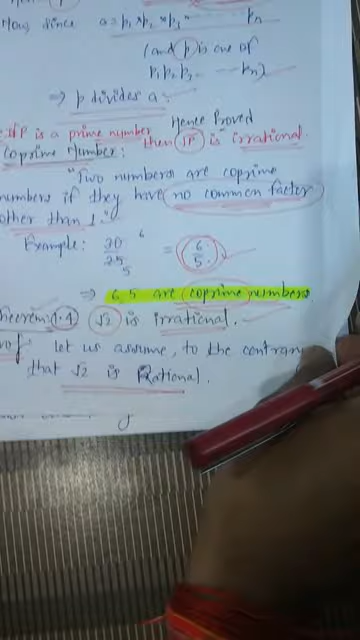 Now since a = p₁ × p₂ × p₃ ---- pn
(and p is one of
p₁, p₂, p₃. ---- pn)
⇒ p divides a.
Hence Proved
If P is a prime number then √P is irrational.
Coprime Number:
"Two numbers are coprime
numbers if they have no common factor
other than 1."
Example: 30 6 / 25 5 = 6/5.
⇒ 6, 5 are coprime numbers
Theorem 1.4 √2 is irrational.
Let us assume, to the contrary
that √2 is Rational.